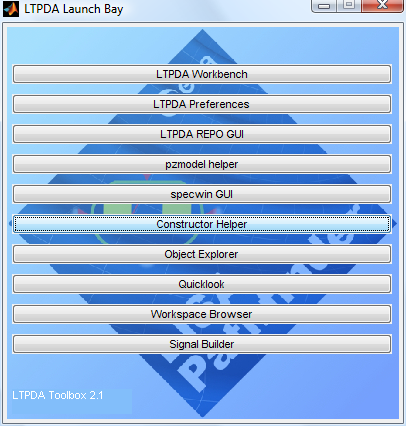 LTPDA Launch Bay
LTPDA Workbench
LTPDA Preferences
LTPDA REPO GUI
pzmodel helper
specwin GUI
Constructor Helper
Object Explorer
Quicklook
Workspace Browser
Signal Builder
Pathfinder
LTPDA Toolbox 2.1